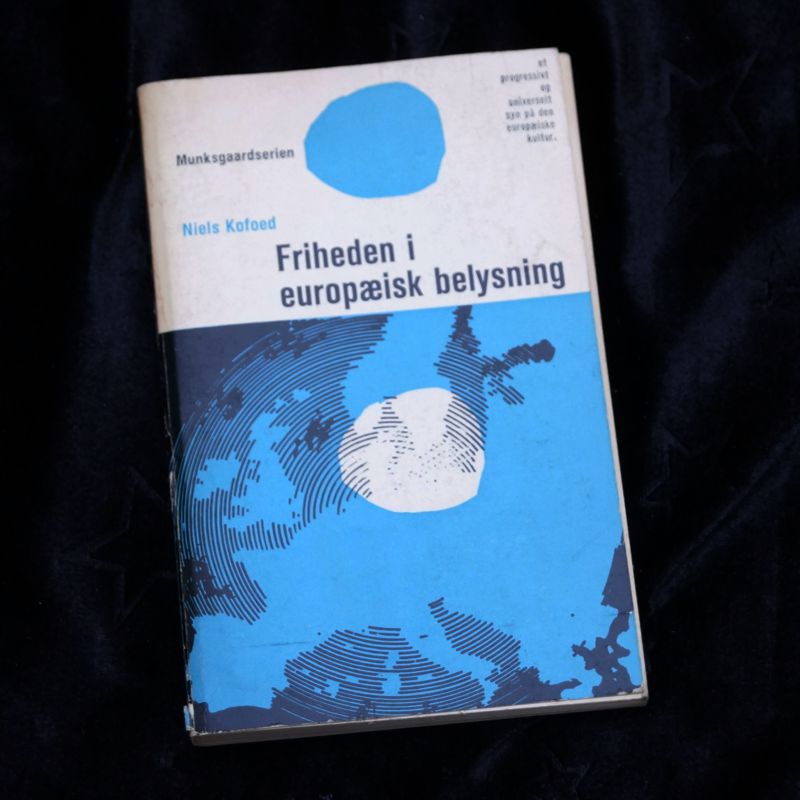 et
progressivt
og
universelt
syn på den
europæiske
kultur.
Munksgaardserien
Niels Kofoed
Friheden i
europæisk belysning